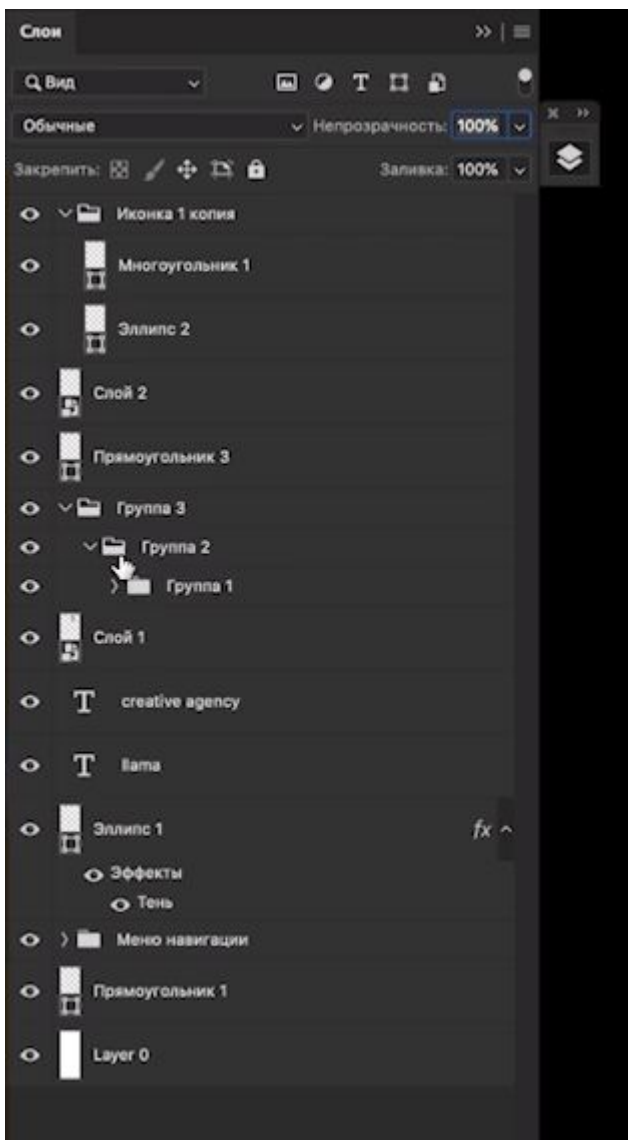 Слои
Вид
Обычные Непрозрачность: 100%
Закрепить: Заливка: 100%
Иконка 1 копия
Многоугольник 1
Эллипс 2
Слой 2
Прямоугольник 3
Группа 3
Группа 2
Группа 1
Слой 1
T creative agency
T llama
Эллипс 1 fx
Эффекты
Тень
Меню навигации
Прямоугольник 1
Layer 0